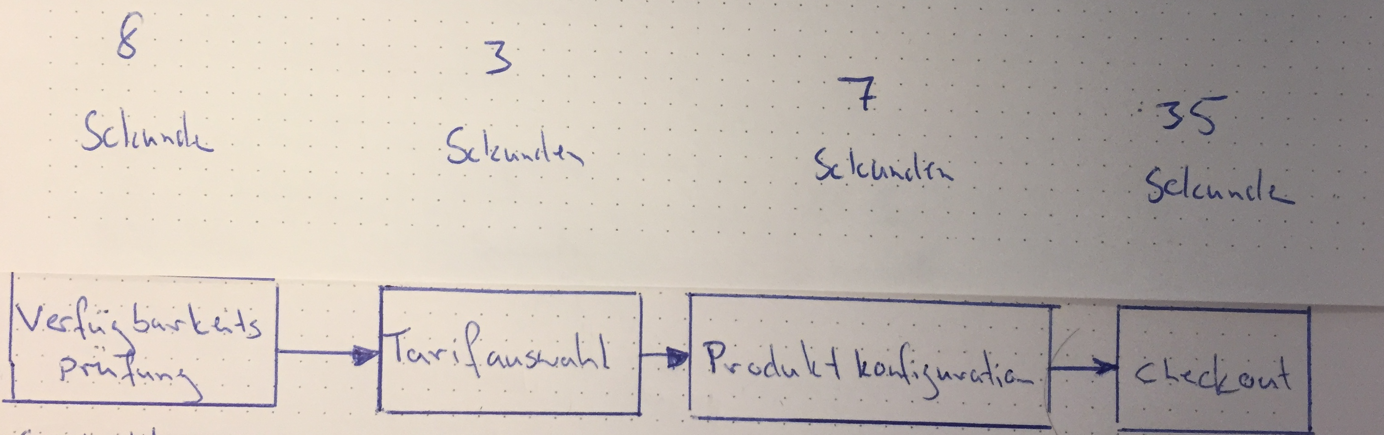 8
Sekunde
3
Sekunden
7
Sekunden
35
Sekunde
Verfügbarkeits
prüfung
Tarifauswahl
Produktkonfiguration
Checkout